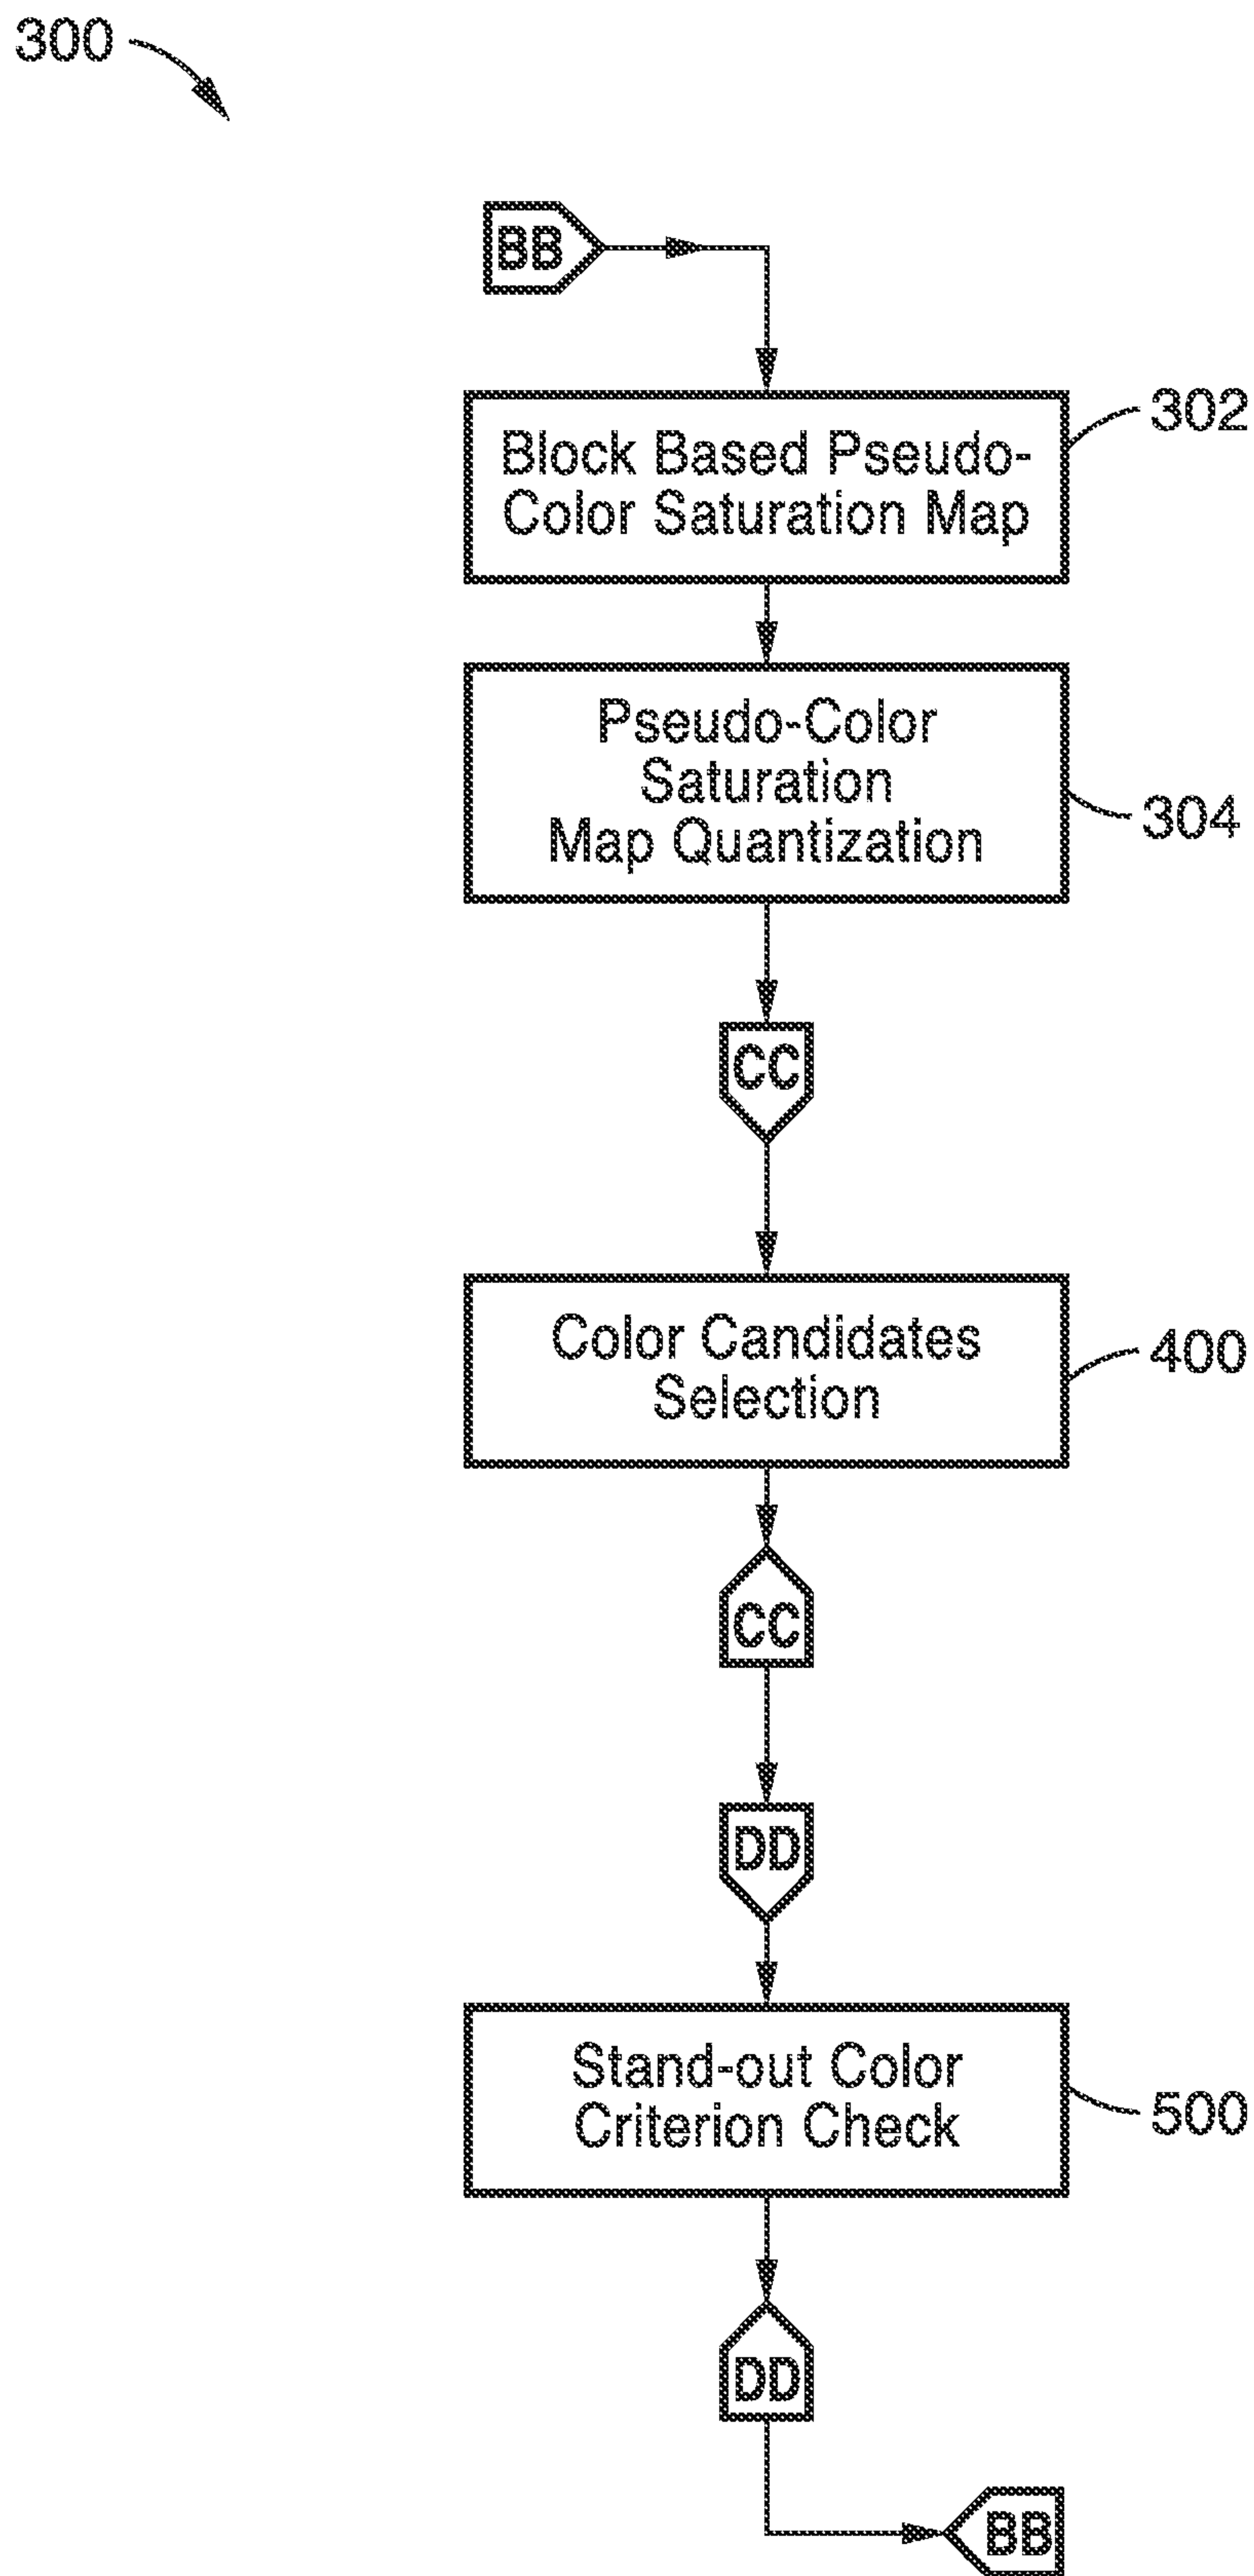 300
BB
Block Based Pseudo-
Color Saturation Map
302
Pseudo-Color
Saturation
Map Quantization
304
CC
Color Candidates
Selection
400
CC
DD
Stand-out Color
Criterion Check
500
DD
BB